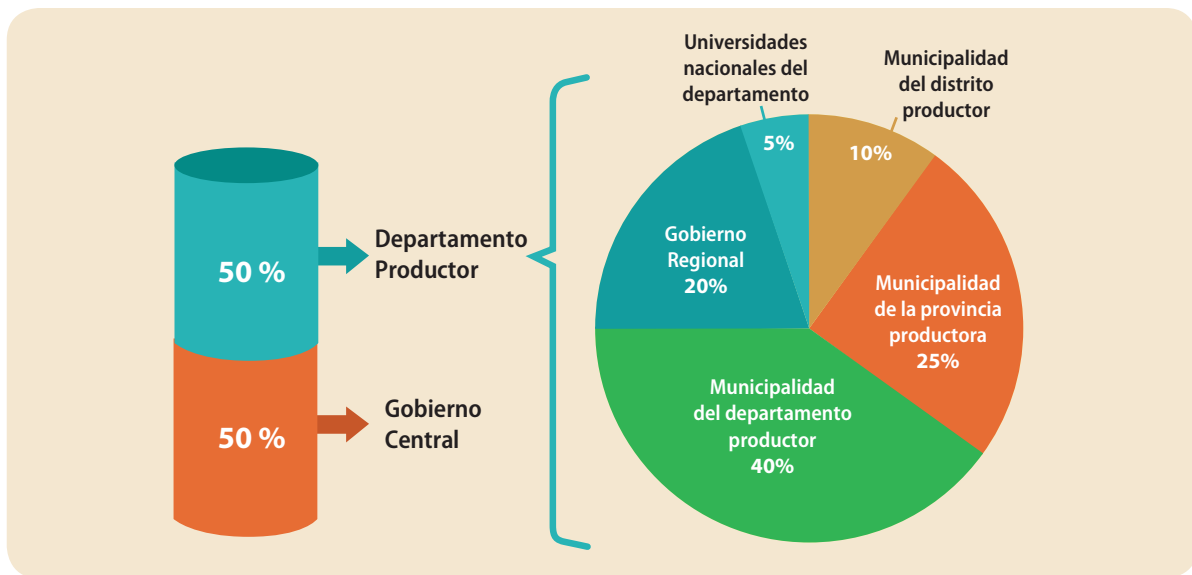 50 %
Departamento
Productor
50 %
Gobierno
Central
Universidades
nacionales del
departamento
5%
Municipalidad
del distrito
productor
10%
Gobierno
Regional
20%
Municipalidad
de la provincia
productora
25%
Municipalidad
del departamento
productor
40%